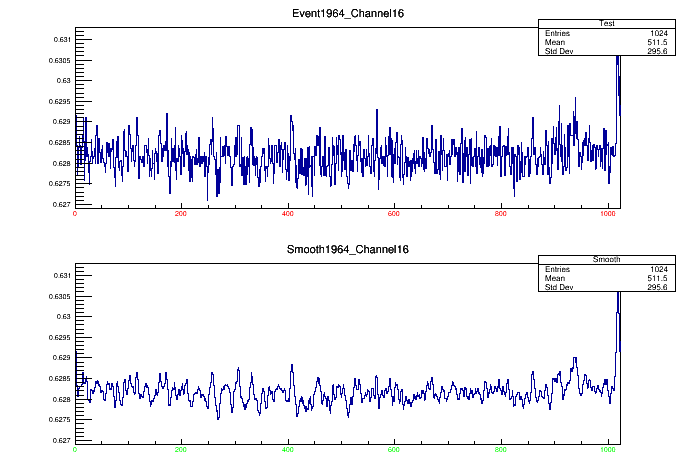 Event1964_Channel16
Test
Entries 1024
Mean 511.5
Std Dev 295.6
0.631
0.6305
0.63
0.6295
0.629
0.6285
0.628
0.6275
0.627
0 200 400 600 800 1000
Smooth1964_Channel16
Smooth
Entries 1024
Mean 511.5
Std Dev 295.6
0.631
0.6305
0.63
0.6295
0.629
0.6285
0.628
0.6275
0.627
0 200 400 600 800 1000